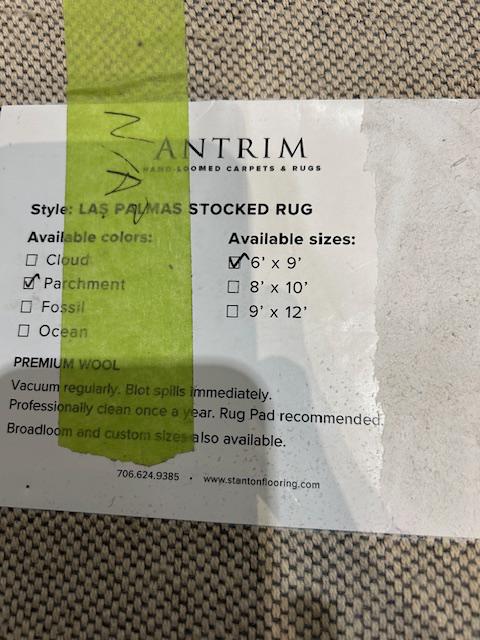 N/A
ANTRIM
HAND-LOOMED CARPETS & RUGS
Style: LAS PALMAS STOCKED RUG
Available colors:
☐ Cloud
☑ Parchment
☐ Fossil
☐ Ocean
Available sizes:
☑ 6' x 9'
☐ 8' x 10'
☐ 9' x 12'
PREMIUM WOOL
Vacuum regularly. Blot spills immediately.
Professionally clean once a year. Rug Pad recommended.
Broadloom and custom sizes also available.
706.624.9385 • www.stantonflooring.com